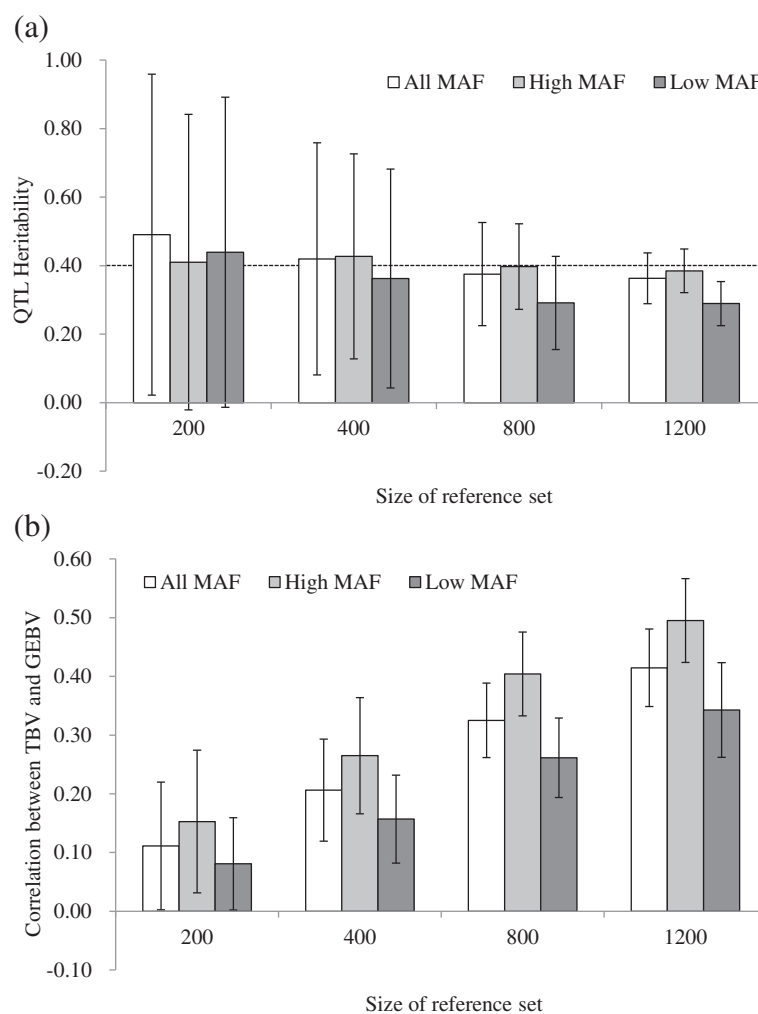 (a)
1.00
0.80
0.60
0.40
0.20
0.00
-0.20
QTL Heritability
All MAF High MAF Low MAF
200 400 800 1200
Size of reference set
(b)
0.60
0.50
0.40
0.30
0.20
0.10
0.00
-0.10
Correlation between TBV and GEBV
All MAF High MAF Low MAF
200 400 800 1200
Size of reference set